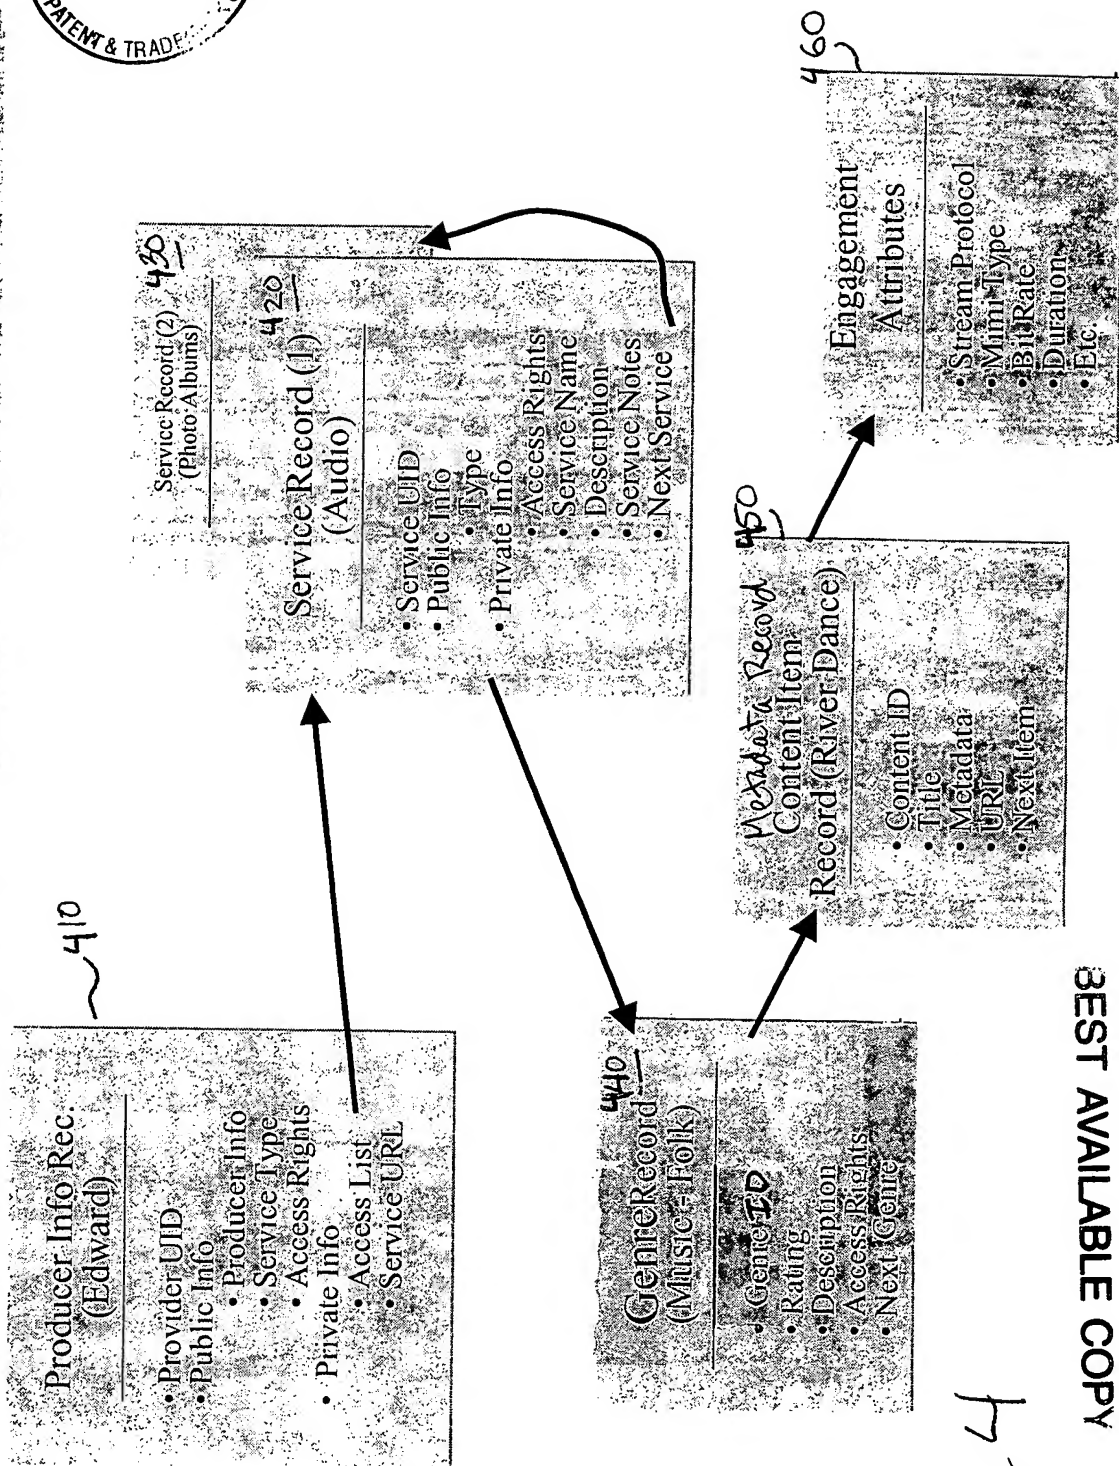 PATENT & TRADE
Producer Info Rec.
(Edward)
• Provider UID
• Public Info
• Producer Info
• Service Type
• Access Rights
• Private Info
• Access List
• Service URL
410
Service Record (2)
(Photo Albums)
430
Service Record (1)
(Audio)
420
• Service UID
• Public Info
• Type
• Private Info
• Access Rights
• Service Name
• Description
• Service Notes
• Next Service
GenreRecord
(Music = Folk)
440
• Genre ID
• Rating
• Description
• Access Rights
• Next Genre
Metadata Record
Content Item
Record (River Dance)
450
• Content ID
• Title
• Metadata
• URL
• Next Item
Engagement
Attributes
460
• Stream Protocol
• Mimi Type
• Bit Rate
• Duration
• Etc.
4
BEST AVAILABLE COPY